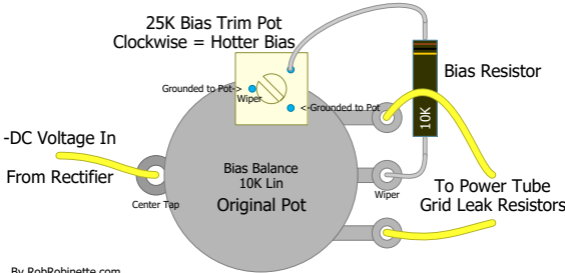 25K Bias Trim Pot
Clockwise = Hotter Bias
Grounded to Pot->
Wiper
<-Grounded to Pot
Bias Resistor
10K
-DC Voltage In
From Rectifier
Center Tap
Bias Balance
10K Lin
Original Pot
Wiper
To Power Tube
Grid Leak Resistors
By RobRobinette.com